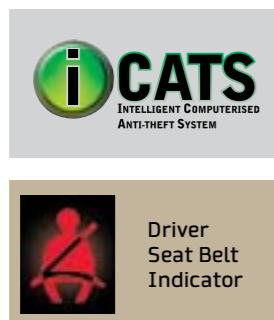 i CATS
INTELLIGENT COMPUTERISED
ANTI-THEFT SYSTEM
Driver
Seat Belt
Indicator